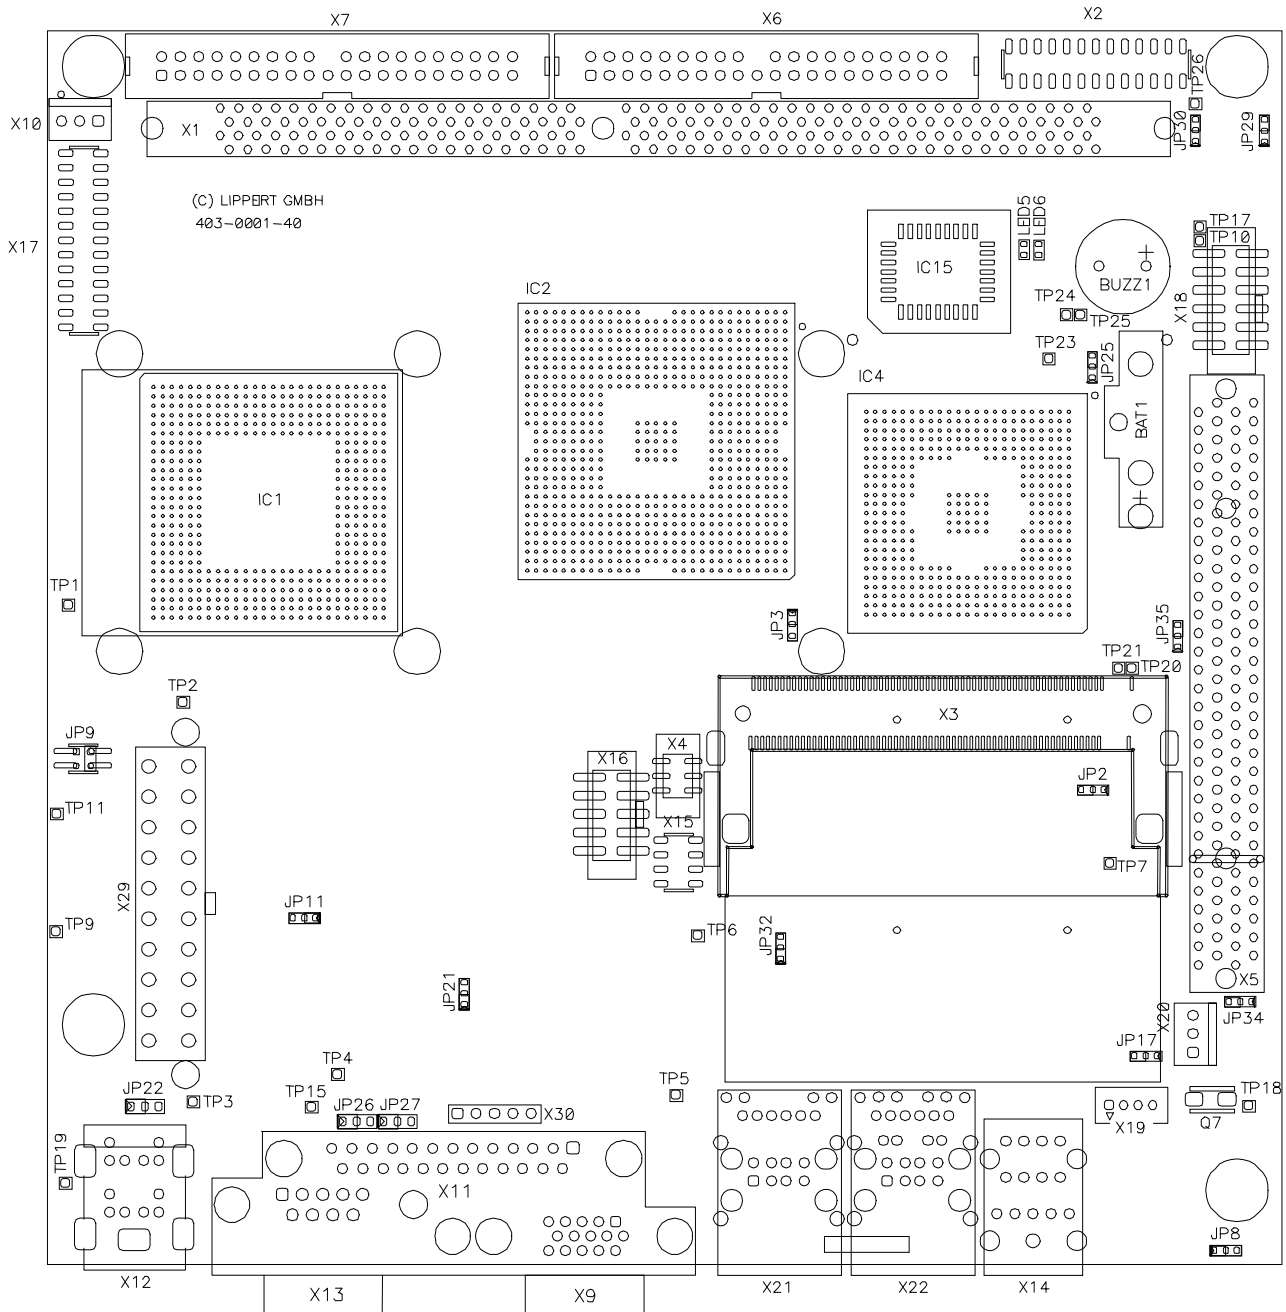 X7
X6
X2
TP26
X10
X1
JP30
JP29
(C) LIPPERT GMBH
403-0001-40
LED5
LED6
TP17
TP10
X17
IC15
BUZZ1
IC2
TP24
TP25
X18
TP23
JP25
IC4
BAT1
IC1
TP1
JP3
JP35
TP21
TP20
TP2
X3
JP9
X4
X16
JP2
TP11
X15
TP7
X29
JP11
TP9
TP6
JP32
JP21
X5
X20
JP34
JP17
TP4
TP5
TP18
JP22
TP3
TP15
JP26
JP27
X30
X19
Q7
TP19
X11
JP8
X12
X13
X9
X21
X22
X14